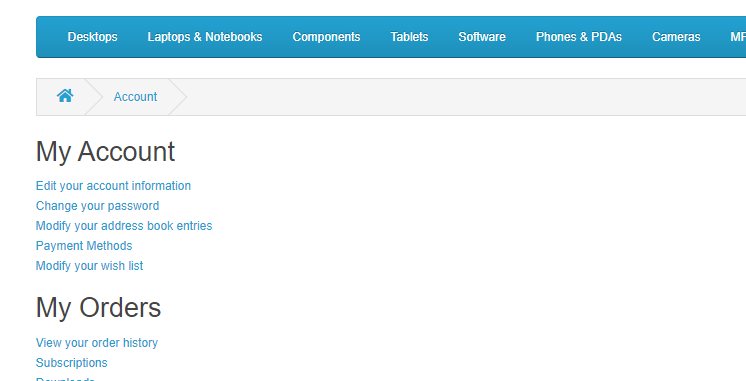 Desktops Laptops & Notebooks Components Tablets Software Phones & PDAs Cameras
Account
My Account
Edit your account information
Change your password
Modify your address book entries
Payment Methods
Modify your wish list
My Orders
View your order history
Subscriptions
Downloads